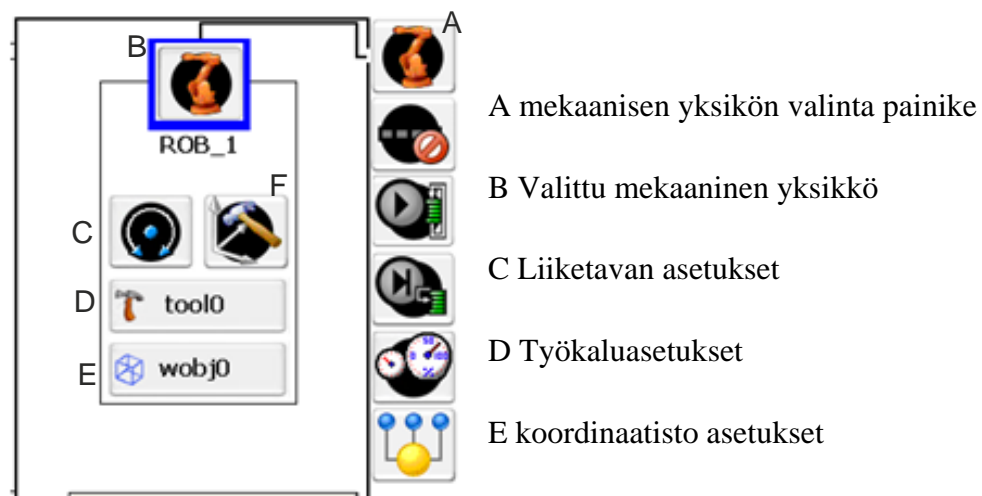 A
B
A mekaanisen yksikön valinta painike
ROB_1
B Valittu mekaaninen yksikkö
F
C
C Liiketavan asetukset
D
tool0
D Työkaluasetukset
E
wobj0
E koordinaatisto asetukset